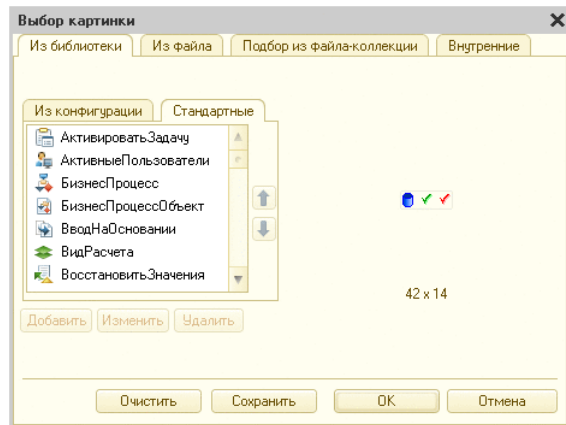 Выбор картинки
Из библиотеки Из файла Подбор из файла-коллекции Внутренние
Из конфигурации Стандартные
АктивироватьЗадачу
АктивныеПользователи
БизнесПроцесс
БизнесПроцессОбъект
ВводНаОсновании
ВидРасчета
ВосстановитьЗначения
42 x 14
Добавить Изменить Удалить
Очистить Сохранить OK Отмена